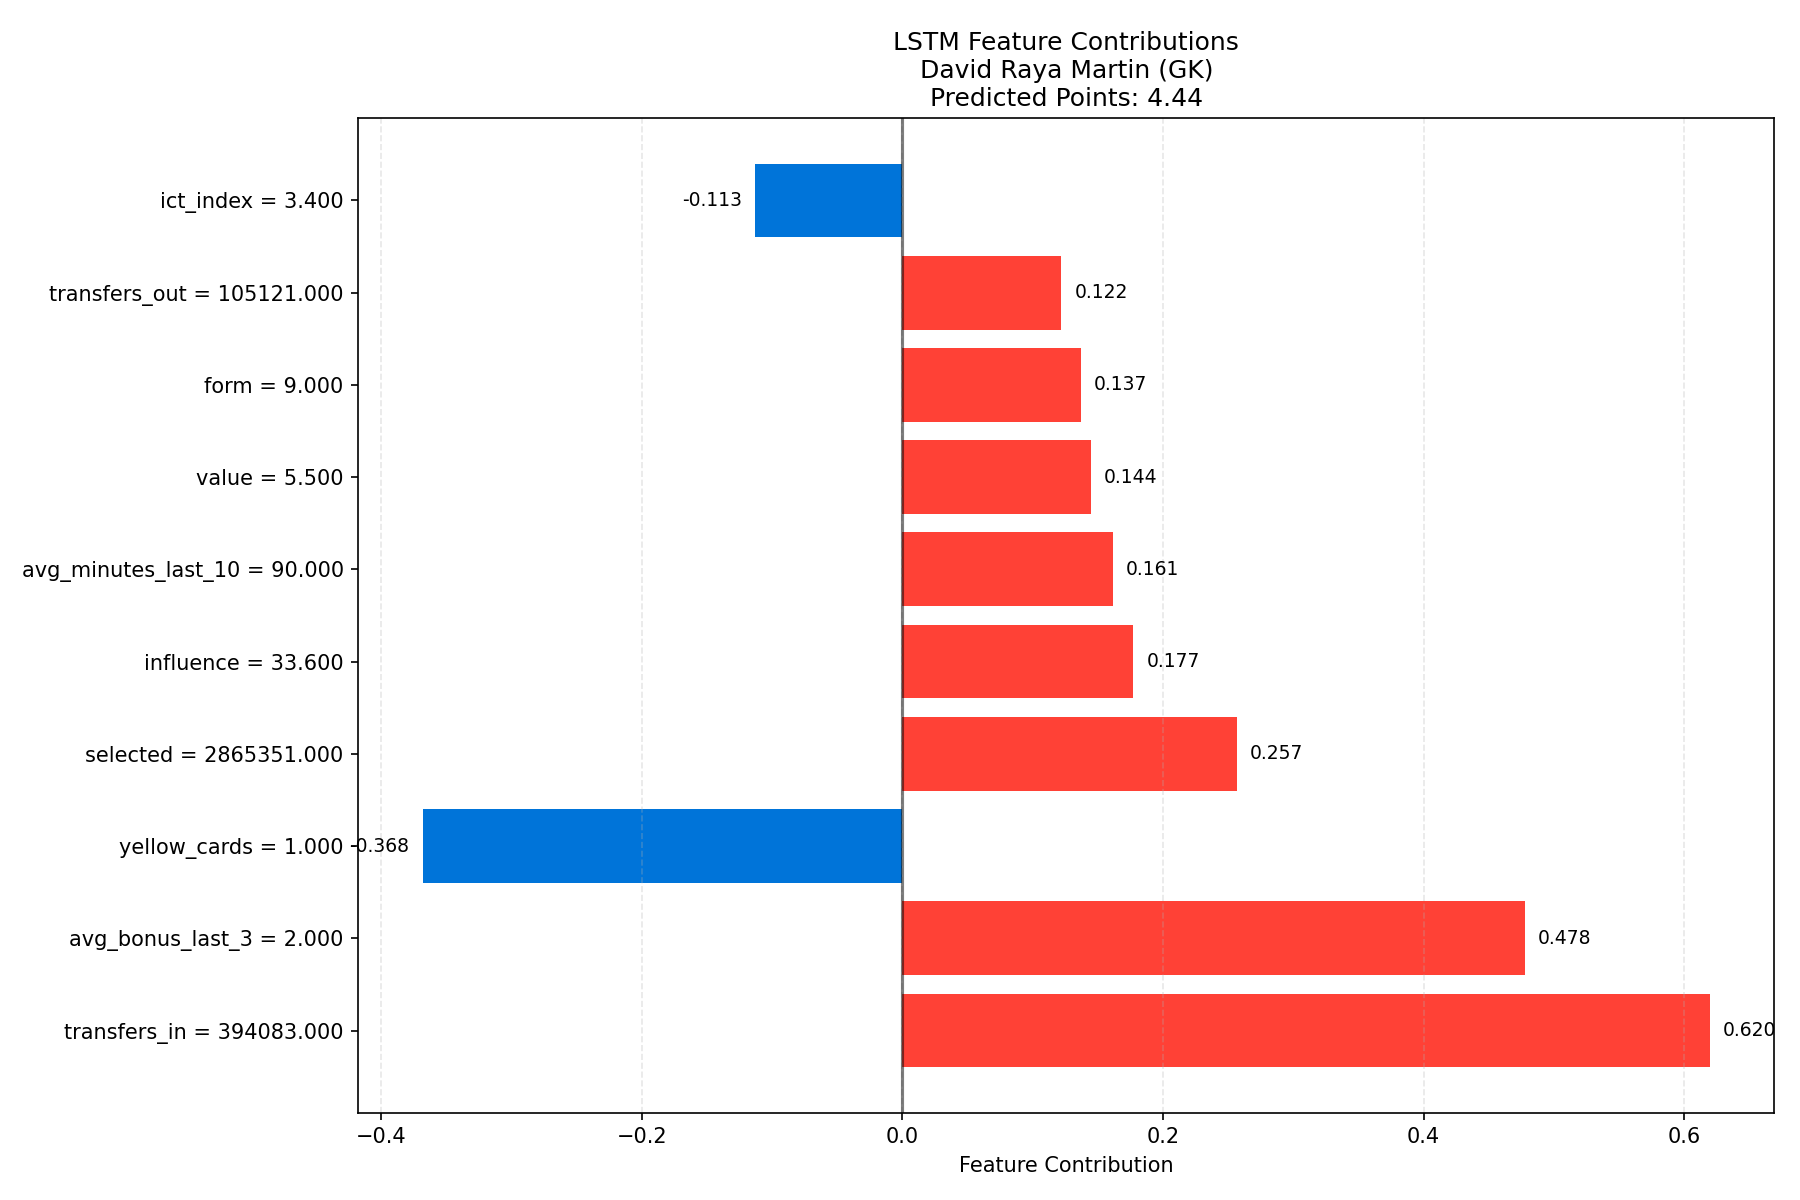 LSTM Feature Contributions
David Raya Martin (GK)
Predicted Points: 4.44
ict_index = 3.400 -0.113
transfers_out = 105121.000 0.122
form = 9.000 0.137
value = 5.500 0.144
avg_minutes_last_10 = 90.000 0.161
influence = 33.600 0.177
selected = 2865351.000 0.257
yellow_cards = 1.000 -0.368
avg_bonus_last_3 = 2.000 0.478
transfers_in = 394083.000 0.620
−0.4 −0.2 0.0 0.2 0.4 0.6
Feature Contribution